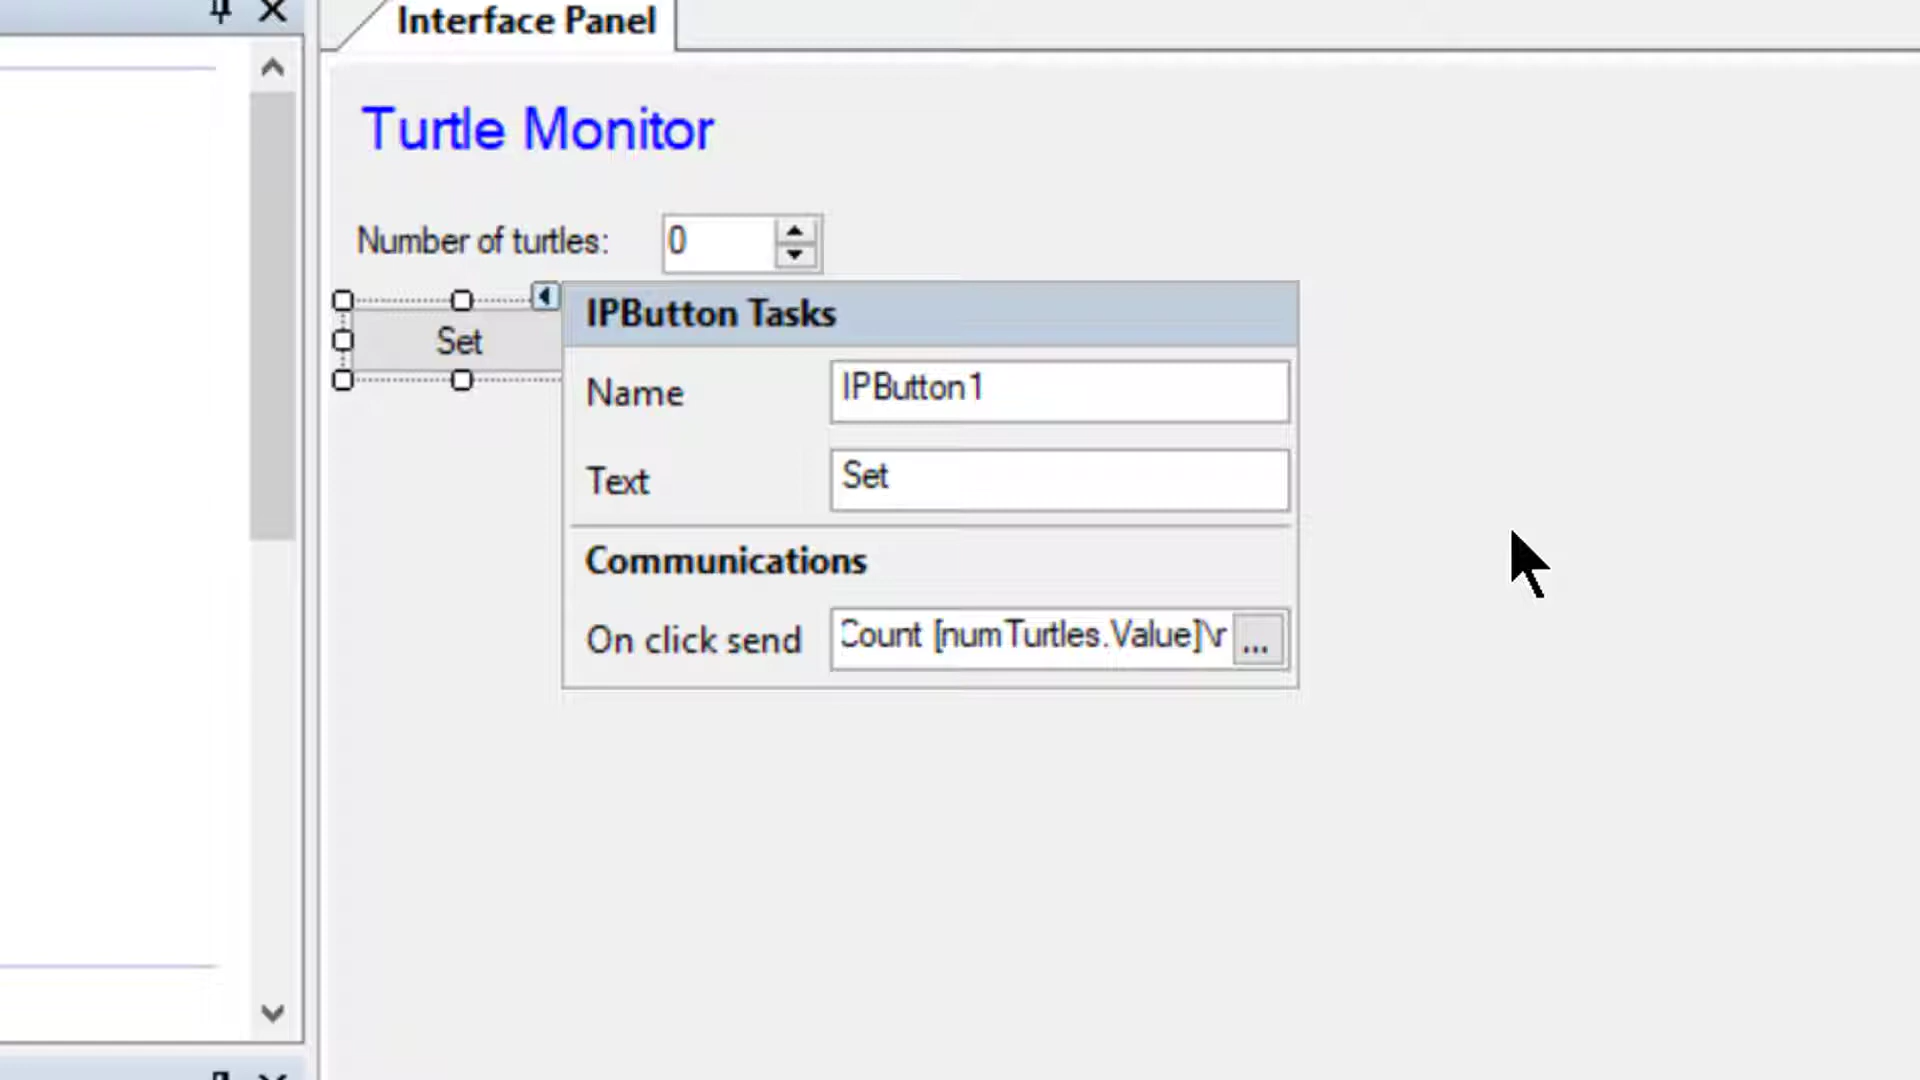 Interface Panel
Turtle Monitor
Number of turtles: 0
Set
IPButton Tasks
Name IPButton1
Text Set
Communications
On click send Count [numTurtles.Value]\r ...